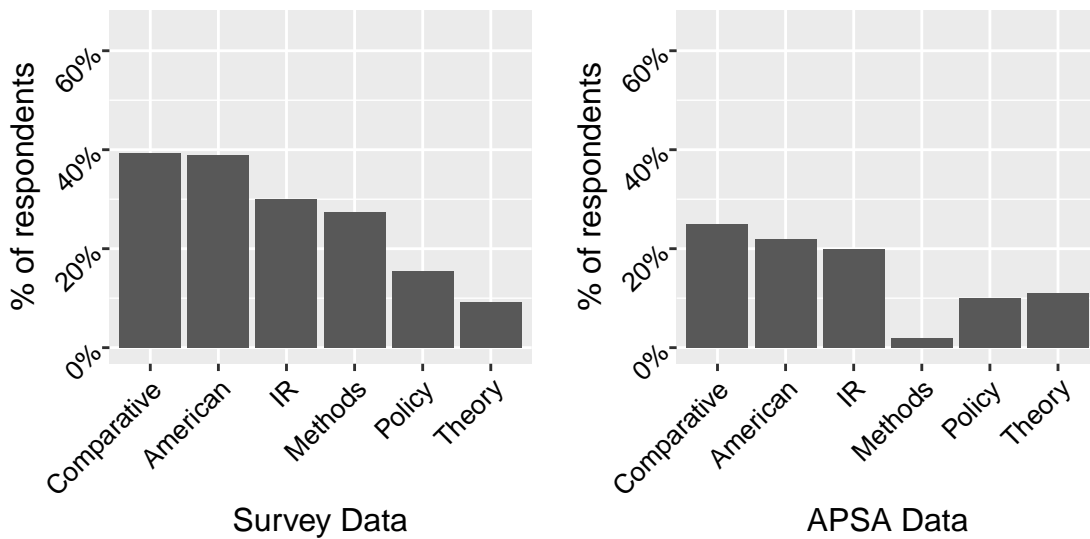 % of respondents
60%
40%
20%
0%
Comparative
American
IR
Methods
Policy
Theory
Survey Data
% of respondents
60%
40%
20%
0%
Comparative
American
IR
Methods
Policy
Theory
APSA Data